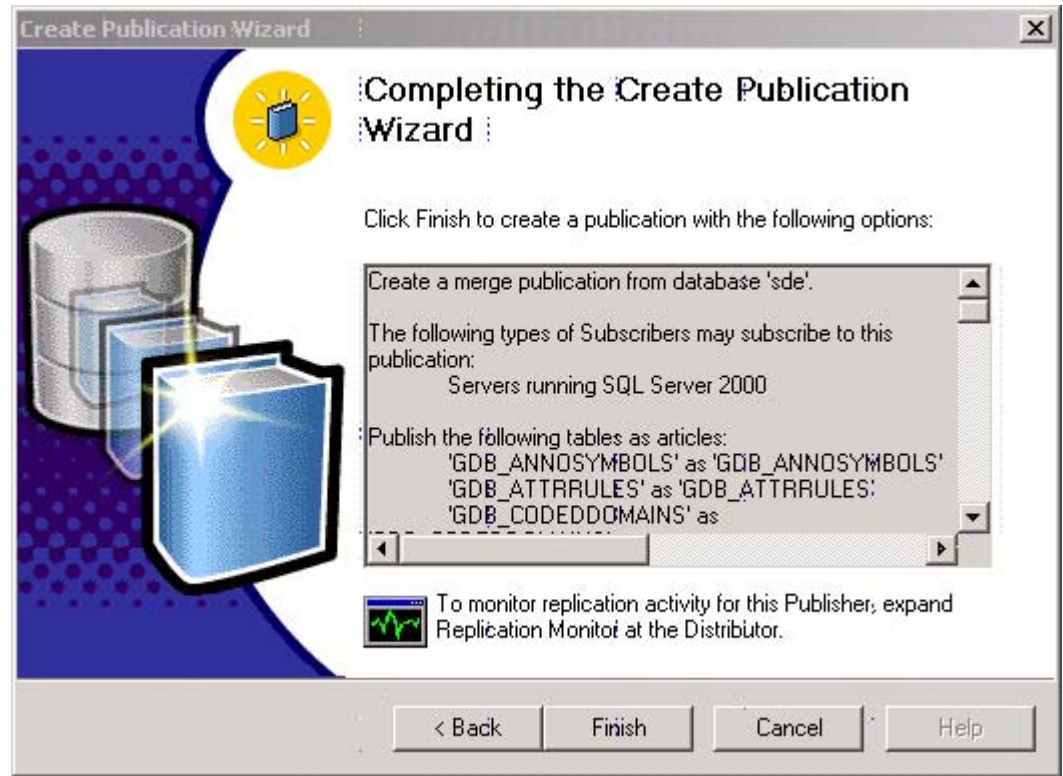 Create Publication Wizard
Completing the Create Publication
Wizard
Click Finish to create a publication with the following options:
Create a merge publication from database 'sde'.
The following types of Subscribers may subscribe to this
publication:
Servers running SQL Server 2000
Publish the following tables as articles:
'GDB_ANNOSYMBOLS' as 'GDB_ANNOSYMBOLS'
'GDB_ATTRRULES' as 'GDB_ATTRRULES'
'GDB_CODEDDOMAINS' as
To monitor replication activity for this Publisher, expand
Replication Monitor at the Distributor.
< Back Finish Cancel Help